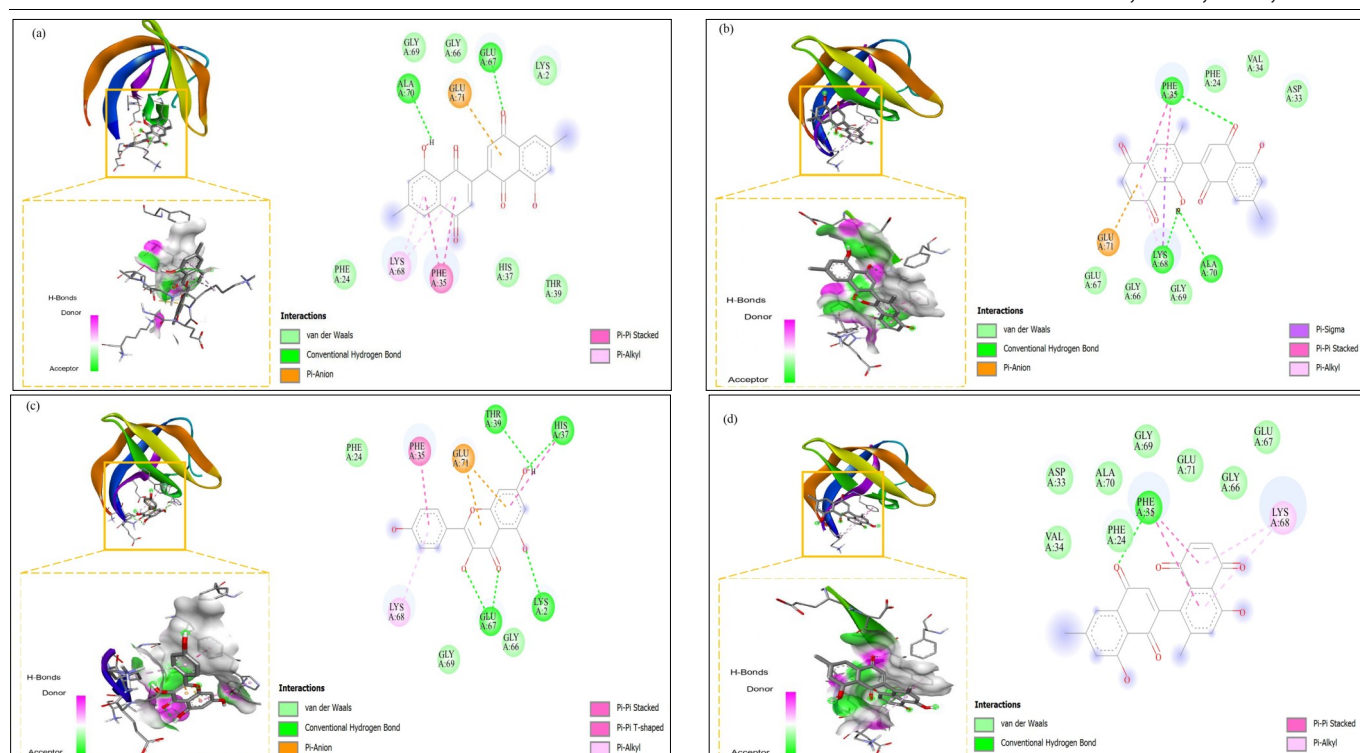 (a)
GLY
A:69
GLY
A:66
GLU
A:67
LYS
A:2
ALA
A:70
GLU
A:71
H
PHE
A:24
LYS
A:68
PHE
A:35
HIS
A:37
THR
A:39
H-Bonds
Donor
Acceptor
Interactions
van der Waals
Conventional Hydrogen Bond
Pi-Anion
Pi-Pi Stacked
Pi-Alkyl
(b)
PHE
A:35
PHE
A:24
VAL
A:34
ASP
A:33
GLU
A:71
GLU
A:67
GLY
A:66
LYS
A:68
GLY
A:69
ALA
A:70
H-Bonds
Donor
Acceptor
Interactions
van der Waals
Conventional Hydrogen Bond
Pi-Anion
Pi-Sigma
Pi-Pi Stacked
Pi-Alkyl
(c)
PHE
A:24
PHE
A:35
GLU
A:71
THR
A:39
HIS
A:37
H
LYS
A:68
GLY
A:69
GLU
A:67
GLY
A:66
LYS
A:2
H-Bonds
Donor
Acceptor
Interactions
van der Waals
Conventional Hydrogen Bond
Pi-Anion
Pi-Pi Stacked
Pi-Pi T-shaped
Pi-Alkyl
(d)
ASP
A:33
ALA
A:70
GLY
A:69
GLU
A:71
GLY
A:66
GLU
A:67
VAL
A:34
PHE
A:24
PHE
A:35
LYS
A:68
H-Bonds
Donor
Acceptor
Interactions
van der Waals
Conventional Hydrogen Bond
Pi-Pi Stacked
Pi-Alkyl